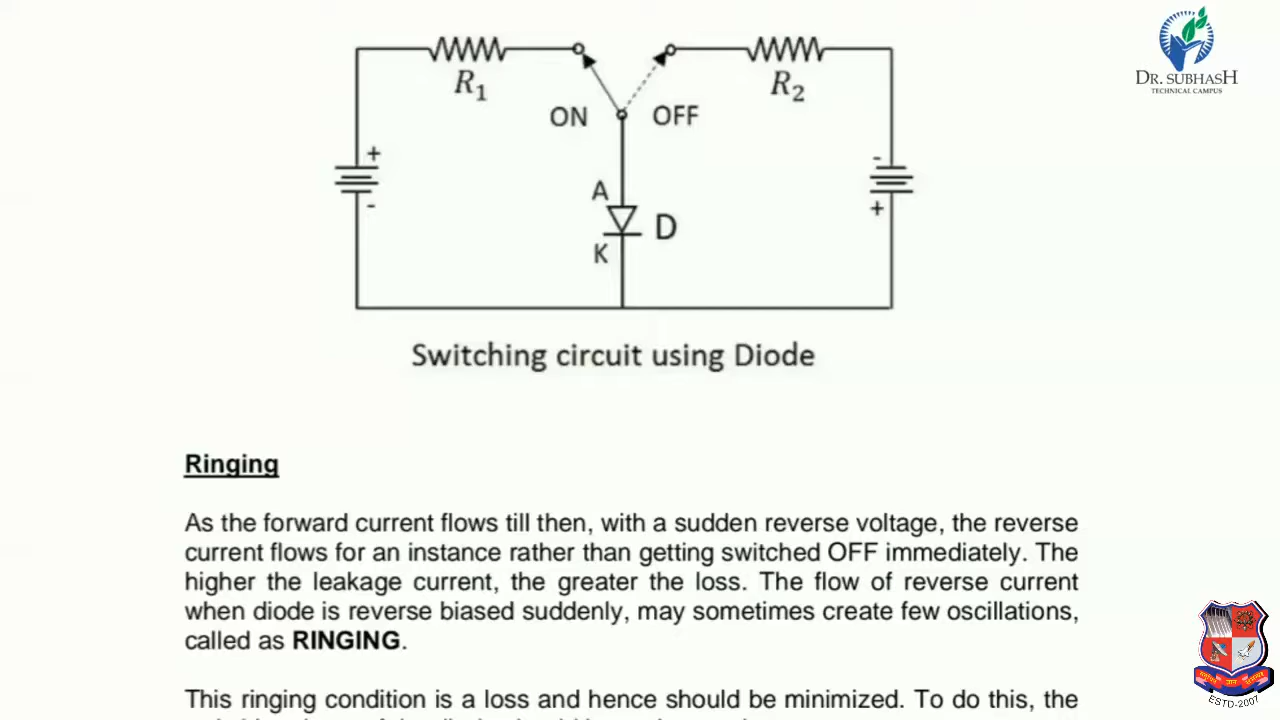 R1
R2
ON
OFF
+
-
-
+
A
D
K
Switching circuit using Diode
DR. SUBHASH
TECHNICAL CAMPUS
Ringing
As the forward current flows till then, with a sudden reverse voltage, the reverse
current flows for an instance rather than getting switched OFF immediately. The
higher the leakage current, the greater the loss. The flow of reverse current
when diode is reverse biased suddenly, may sometimes create few oscillations,
called as RINGING.
This ringing condition is a loss and hence should be minimized. To do this, the
ESTD-2007